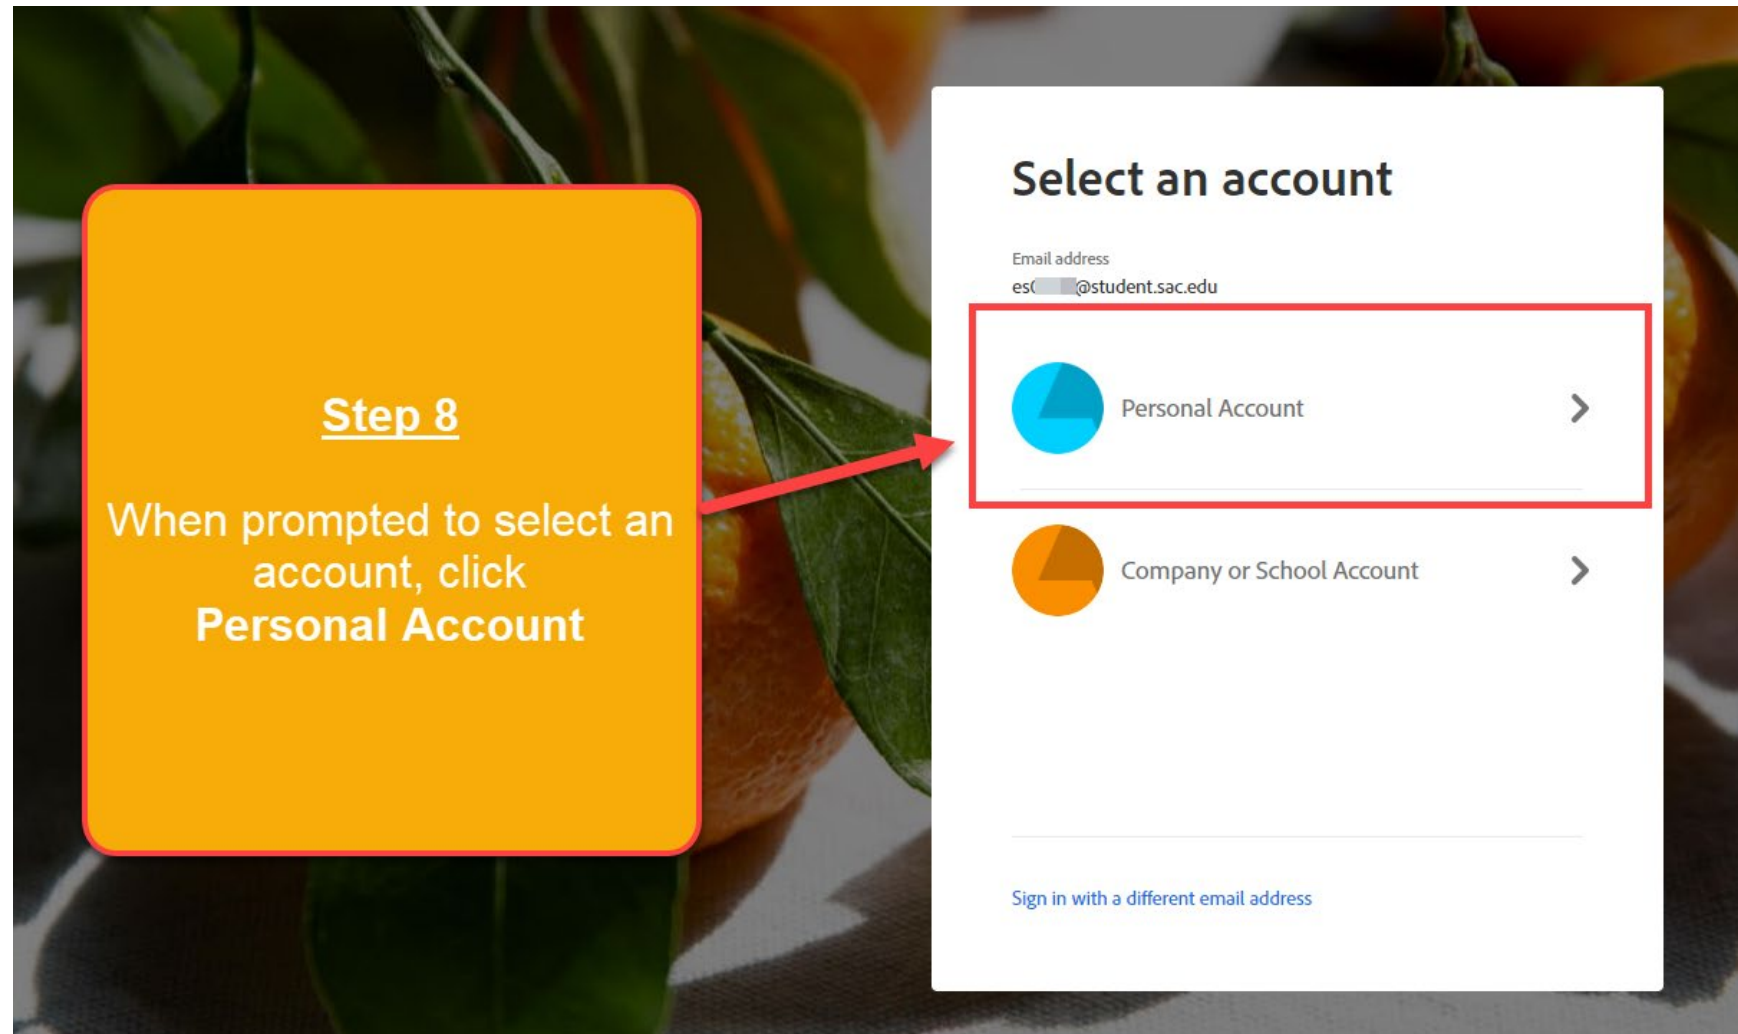 Step 8
When prompted to select an
account, click
Personal Account
Select an account
Email address
es @student.sac.edu
Personal Account
Company or School Account
Sign in with a different email address